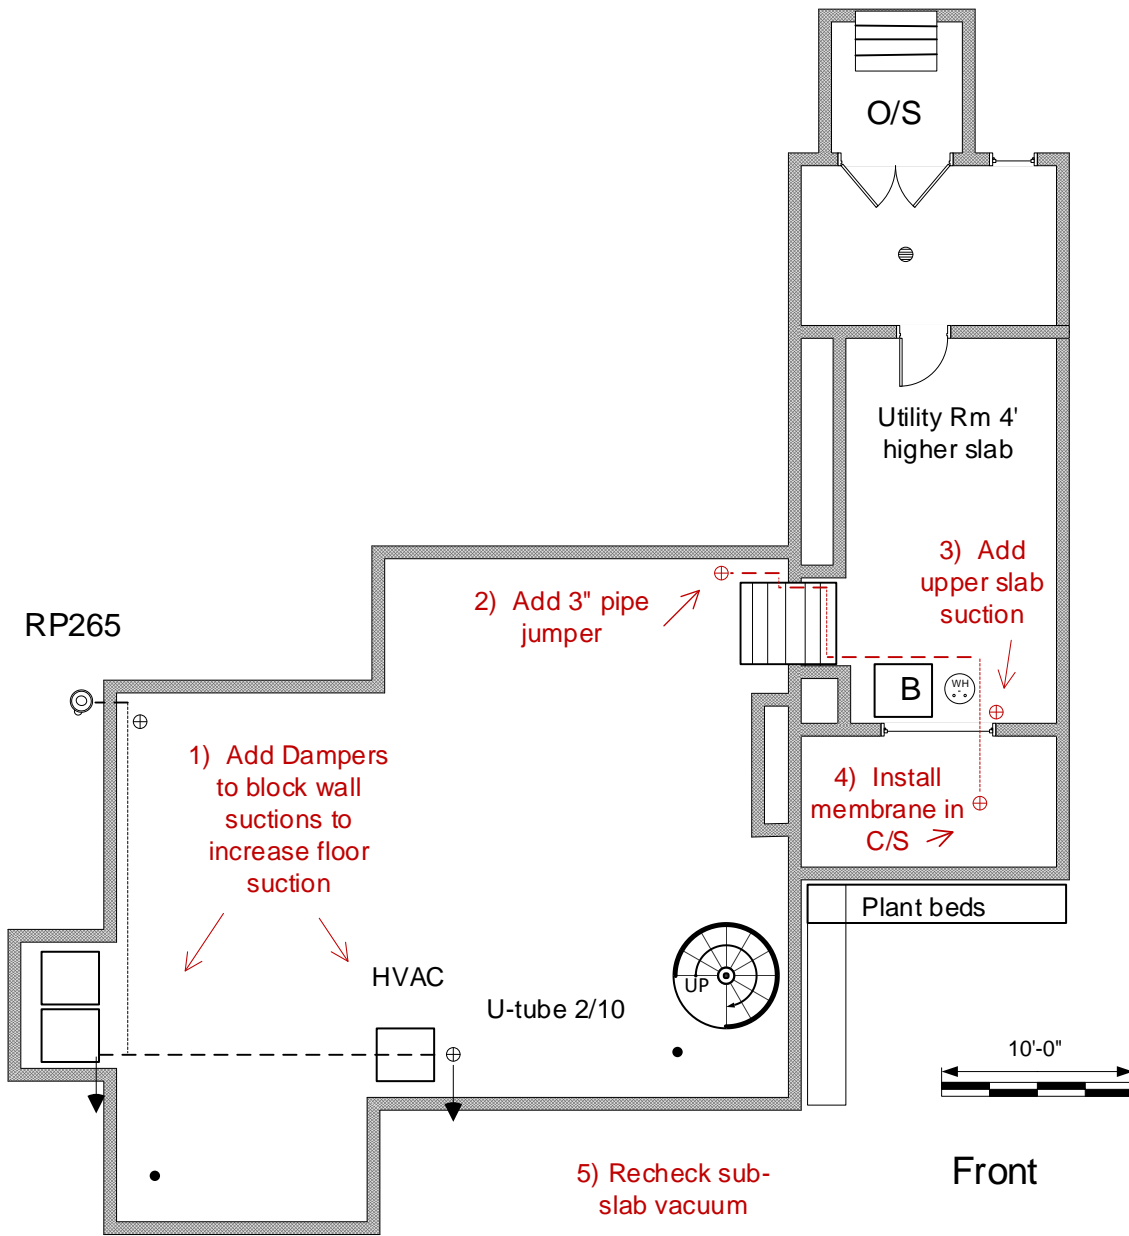 O/S
Utility Rm 4'
higher slab
3) Add
upper slab
suction
2) Add 3" pipe
jumper
RP265
B
WH
1) Add Dampers
to block wall
suctions to
increase floor
suction
4) Install
membrane in
C/S
Plant beds
HVAC
UP
U-tube 2/10
10'-0"
5) Recheck sub-
slab vacuum
Front